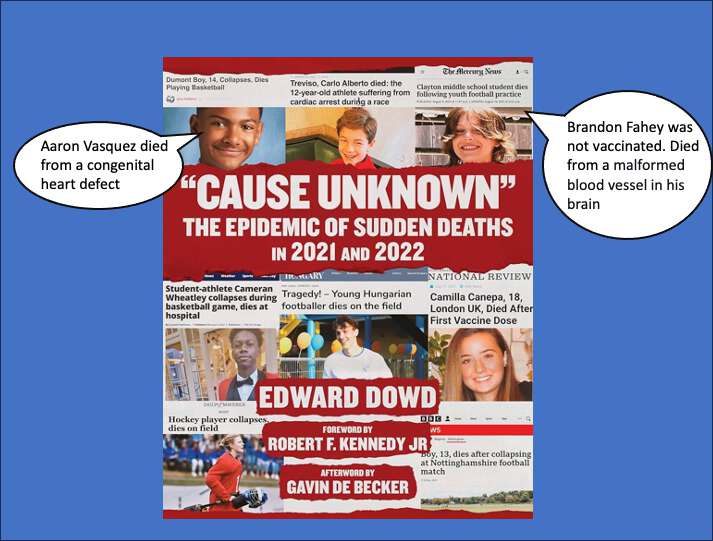 Dumont Boy, 14, Collapses, Dies
Playing Basketball
Treviso, Carlo Alberto died: the
12-year-old athlete suffering from
cardiac arrest during a race
The Mercury News
Clayton middle school student dies
following youth football practice
Aaron Vasquez died
from a congenital
heart defect
Brandon Fahey was
not vaccinated. Died
from a malformed
blood vessel in his
brain
“CAUSE UNKNOWN”
THE EPIDEMIC OF SUDDEN DEATHS
IN 2021 AND 2022
Student-athlete Cameran
Wheatley collapses during
basketball game, dies at
hospital
HUNGARY
Tragedy! – Young Hungarian
footballer dies on the field
NATIONAL REVIEW
Camilla Canepa, 18,
London UK, Died After
First Vaccine Dose
EDWARD DOWD
FOREWORD BY
ROBERT F. KENNEDY JR
AFTERWORD BY
GAVIN DE BECKER
Hockey player collapses,
dies on field
BBC
NEWS
Boy, 13, dies after collapsing
at Nottinghamshire football
match